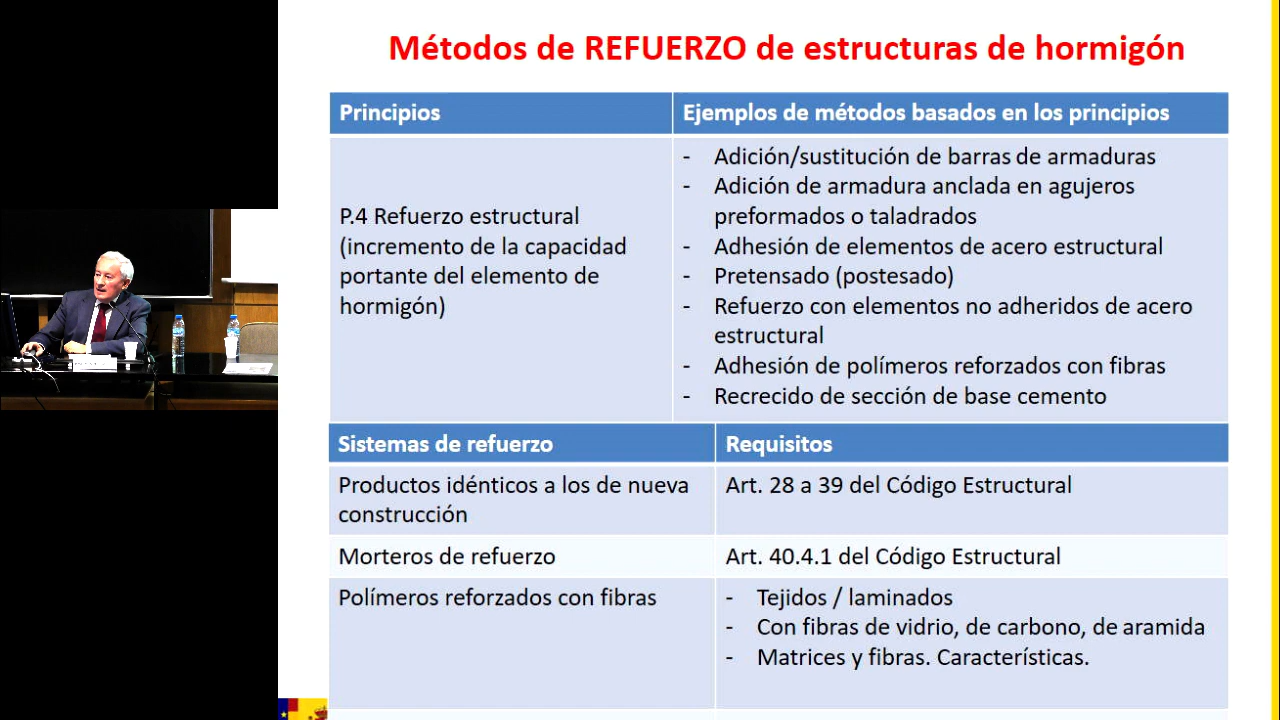 Métodos de REFUERZO de estructuras de hormigón
Principios
Ejemplos de métodos basados en los principios
P.4 Refuerzo estructural
(incremento de la capacidad
portante del elemento de
hormigón)
- Adición/sustitución de barras de armaduras
- Adición de armadura anclada en agujeros
preformados o taladrados
- Adhesión de elementos de acero estructural
- Pretensado (postesado)
- Refuerzo con elementos no adheridos de acero
estructural
- Adhesión de polímeros reforzados con fibras
- Recrecido de sección de base cemento
Sistemas de refuerzo
Requisitos
Productos idénticos a los de nueva
construcción
Art. 28 a 39 del Código Estructural
Morteros de refuerzo
Art. 40.4.1 del Código Estructural
Polímeros reforzados con fibras
- Tejidos / laminados
- Con fibras de vidrio, de carbono, de aramida
- Matrices y fibras. Características.